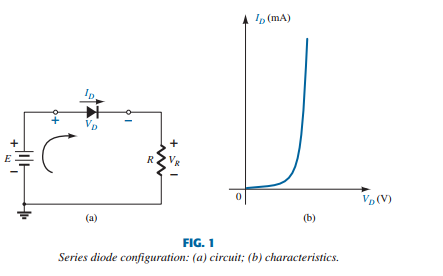 I_D (mA)
I_D
+ V_D −
+
E
−
+
R V_R
−
0
V_D (V)
(a)
(b)
FIG. 1
Series diode configuration: (a) circuit; (b) characteristics.